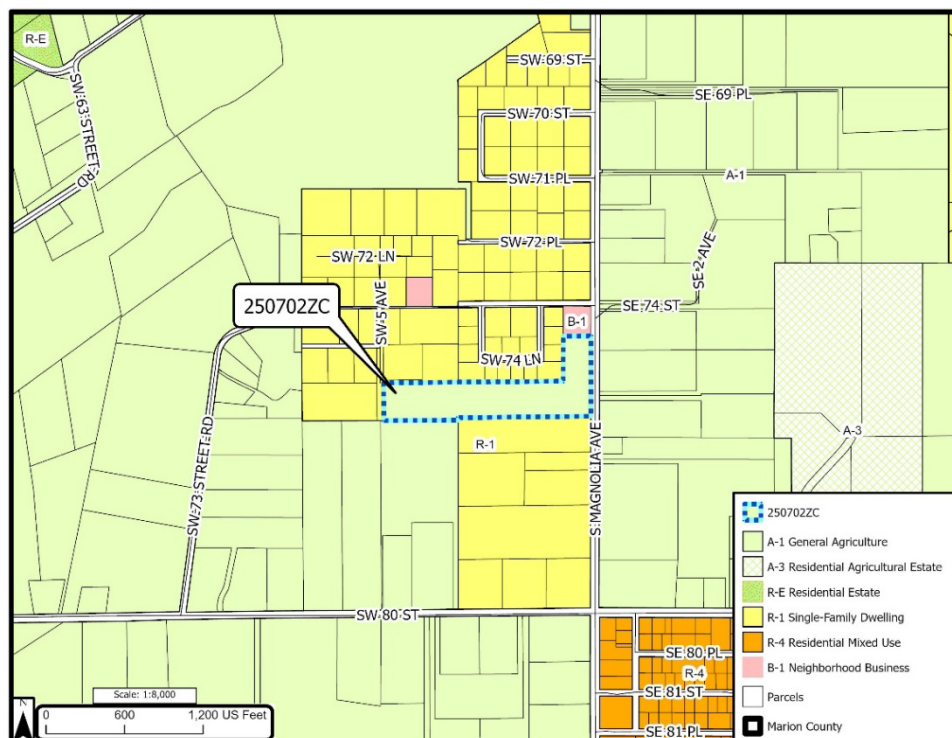 R-E
SW 63 STREET RD
SW 69 ST
SE 69 PL
SW 70 ST
SW 71 PL
A-1
SW 72 PL
SW 72 LN
SE 2 AVE
250702ZC
SW 5 AVE
SE 74 ST
B-1
SW 74 LN
R-1
S MAGNOLIA AVE
A-3
SW 73 STREET RD
SW 80 ST
SE 80 PL
R-4
SE 81 ST
SE 81 PL
250702ZC
A-1 General Agriculture
A-3 Residential Agricultural Estate
R-E Residential Estate
R-1 Single-Family Dwelling
R-4 Residential Mixed Use
B-1 Neighborhood Business
Parcels
Marion County
N
Scale: 1:8,000
0 600 1,200 US Feet